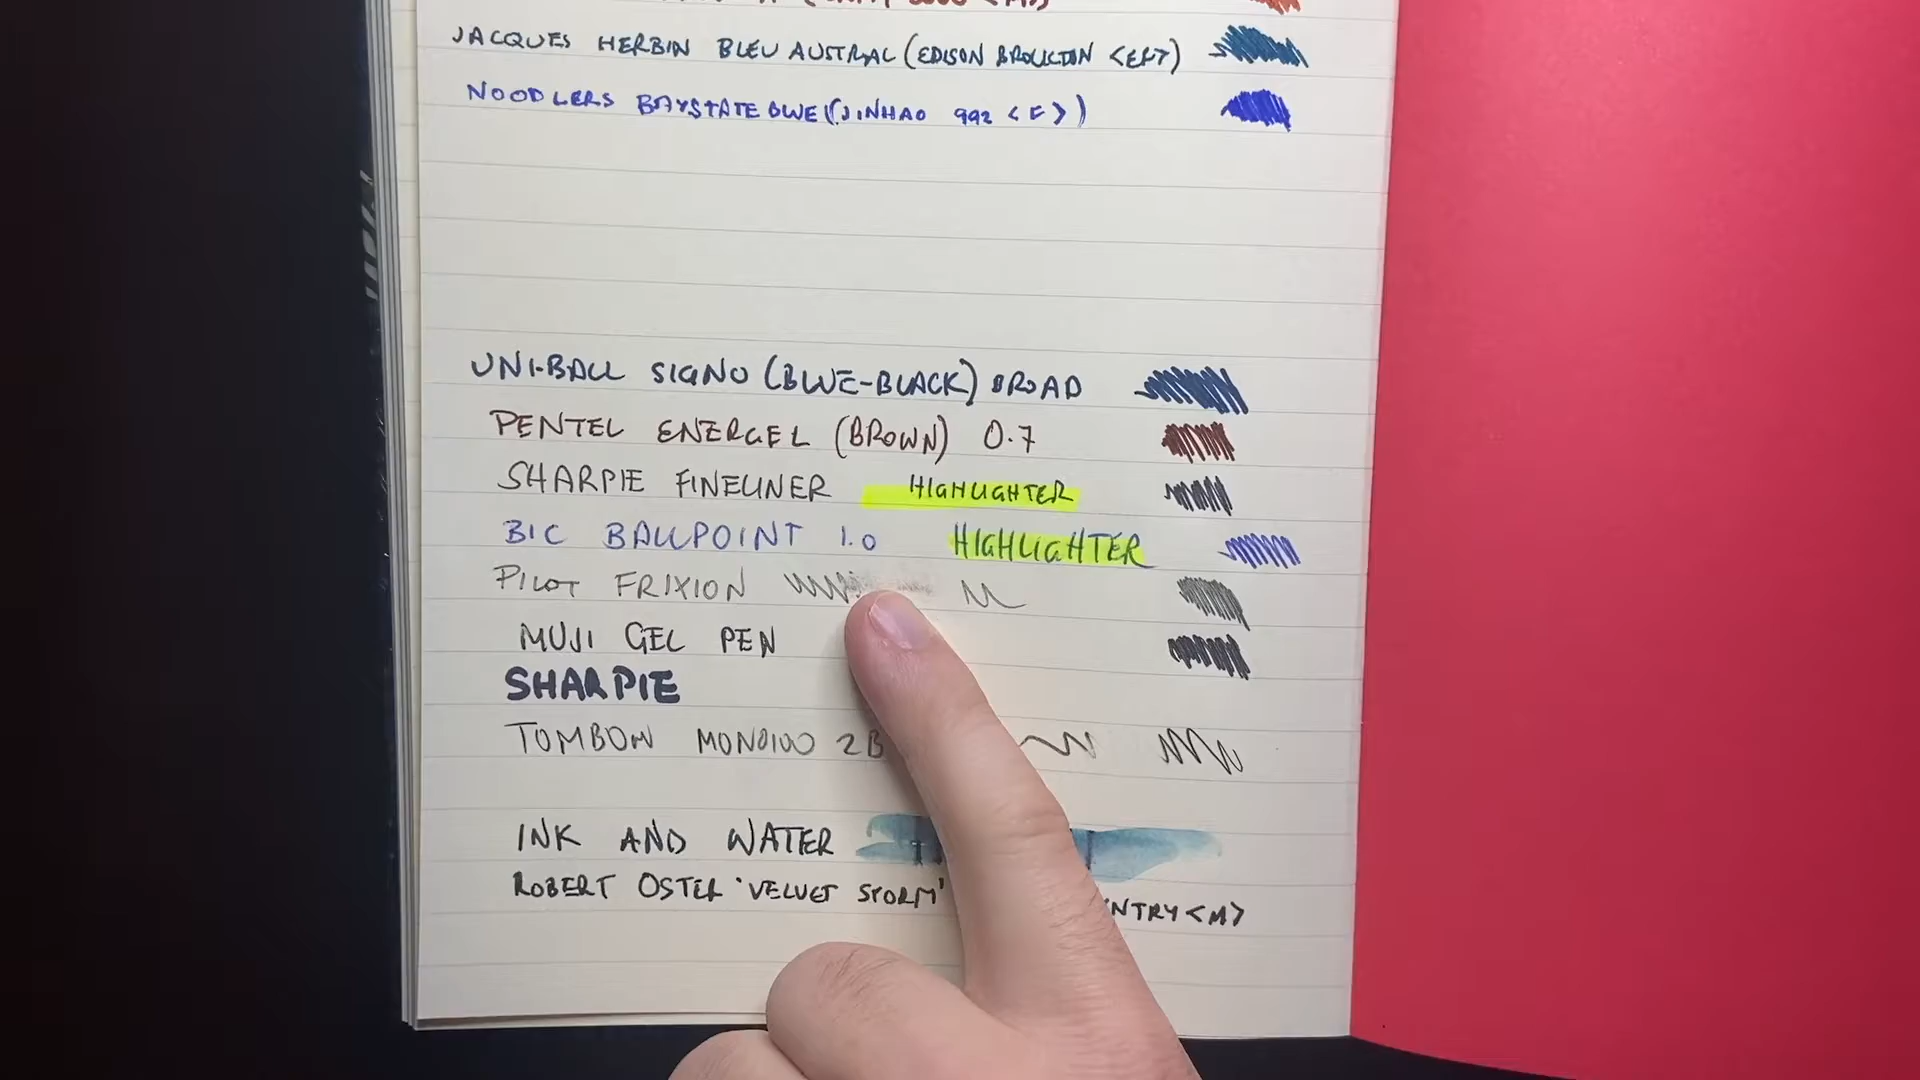 JACQUES HERBIN BLEU AUSTRAL (EDISON BROCKTON <EF>)
NOODLERS BAYSTATE BLUE (JINHAO 992 <F>)
UNI-BALL SIGNO (BLUE-BLACK) BROAD
PENTEL ENERGEL (BROWN) 0.7
SHARPIE FINELINER HIGHLIGHTER
BIC BALLPOINT 1.0 HIGHLIGHTER
PILOT FRIXION
MUJI GEL PEN
SHARPIE
TOMBOW MONO100 2B
INK AND WATER
ROBERT OSTER 'VELVET STORM' NTRY <M>